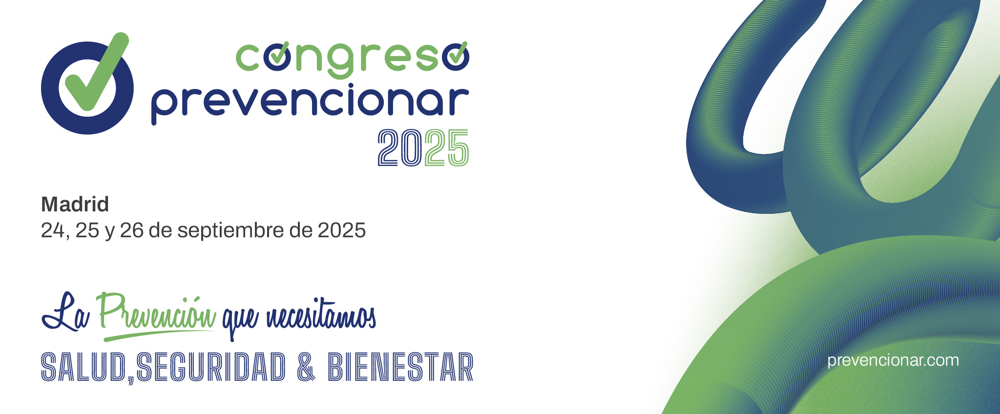 congreso
prevencionar
2025
Madrid
24, 25 y 26 de septiembre de 2025
La Prevención que necesitamos
SALUD,SEGURIDAD & BIENESTAR
prevencionar.com